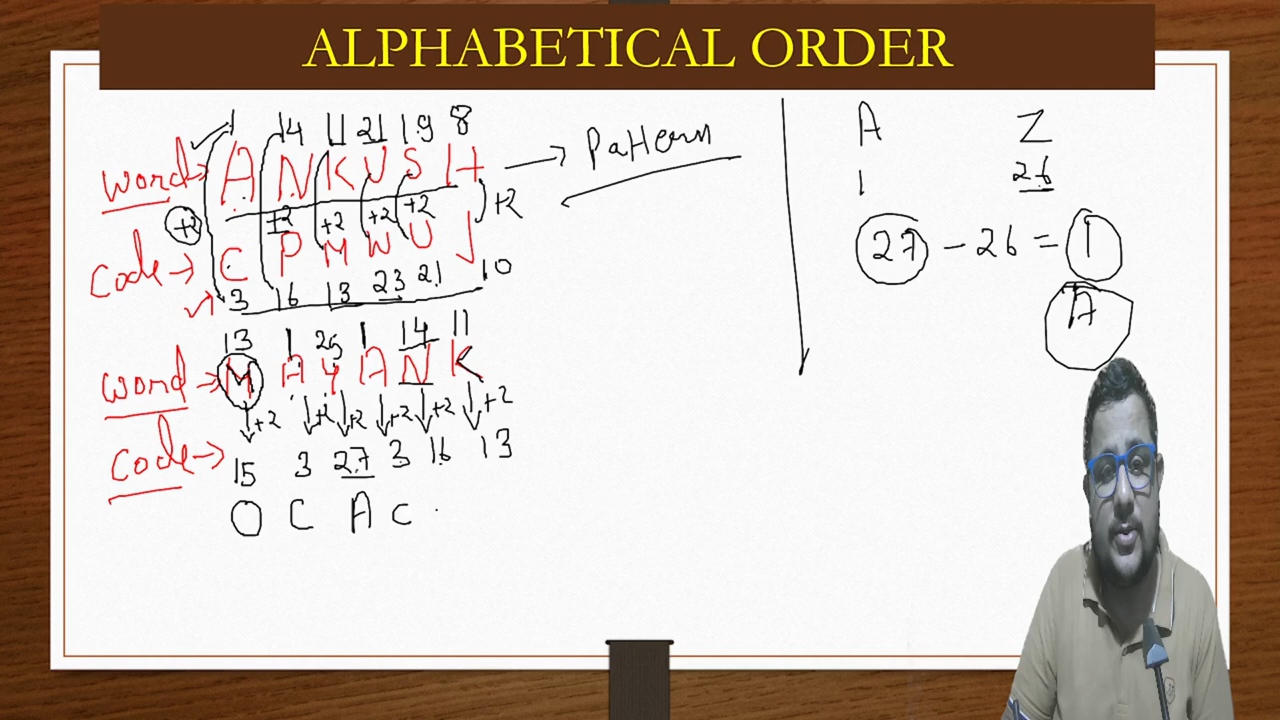 ALPHABETICAL ORDER
1 14 11 21 19 8
word → A N K U S H → Pattern
+2 +2 +2 +2 +2 +2
code → C P M W U J
3 16 13 23 21 10
13 1 25 1 14 11
word → M A Y A N K
+2 +2 +2 +2 +2 +2
code → 15 3 27 3 16 13
O C A C
A Z
1 26
27 - 26 = 1
A